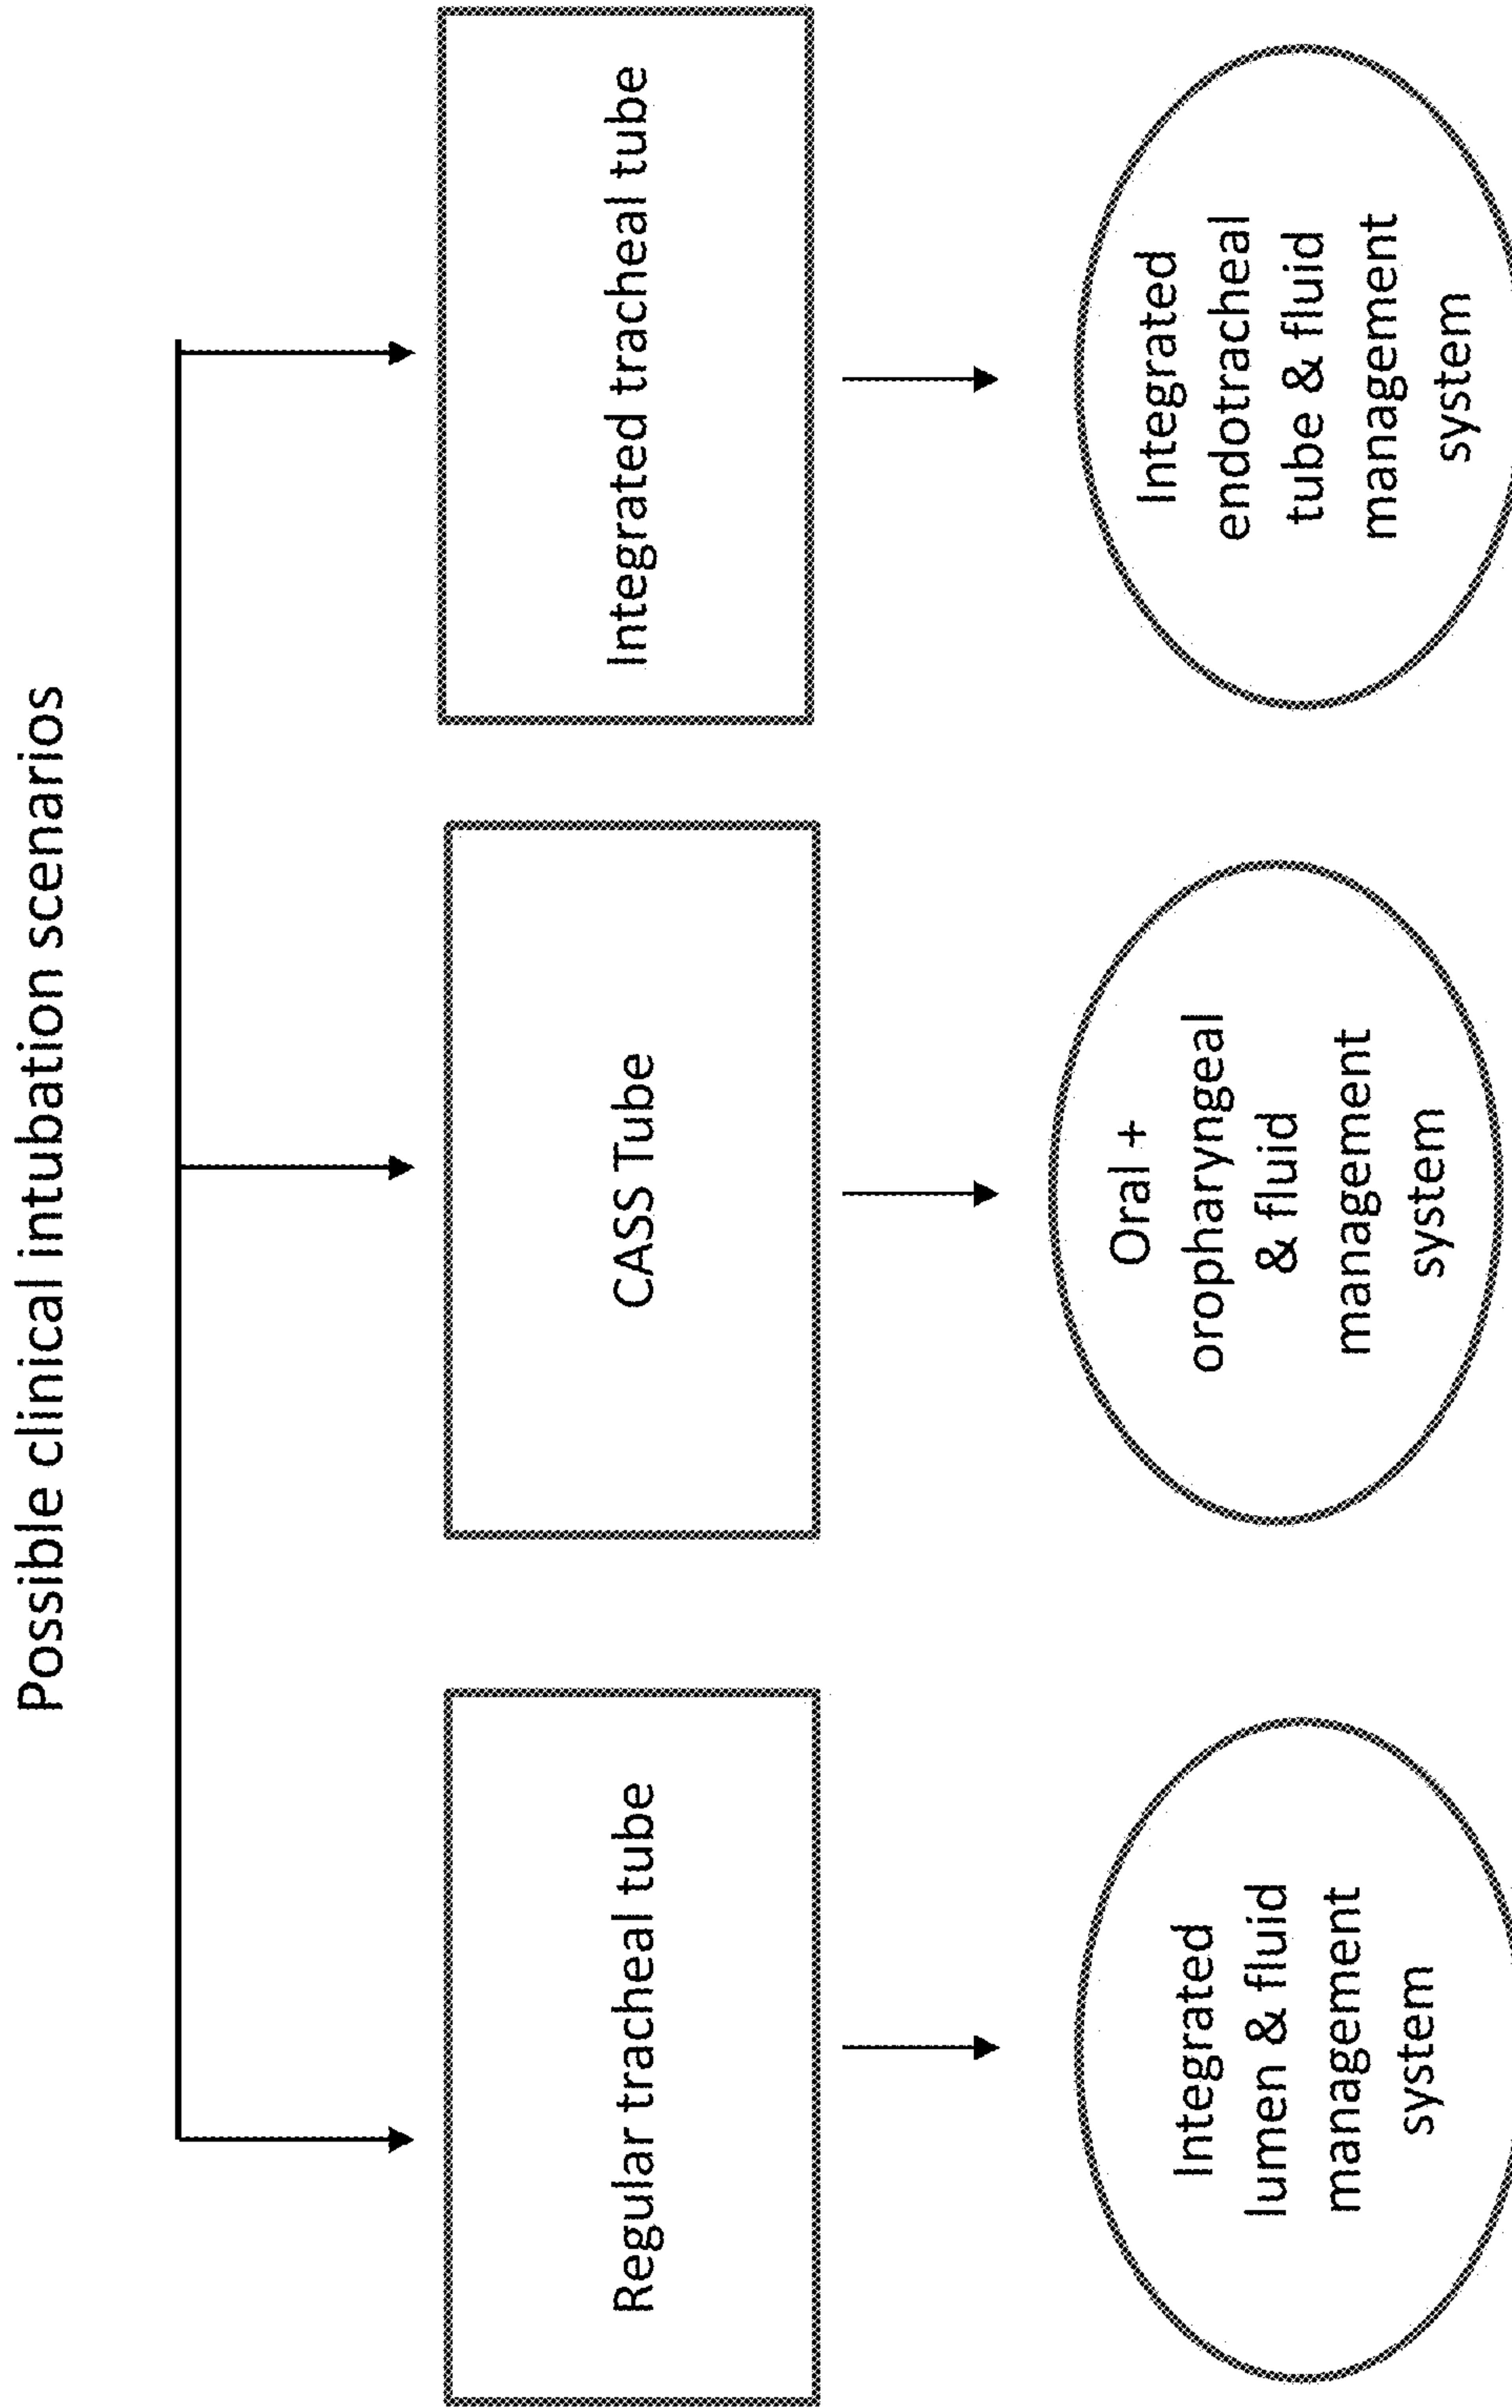 Possible clinical intubation scenarios
Regular tracheal tube
CASS Tube
Integrated tracheal tube
Integrated
lumen & fluid
management
system
Oral +
oropharyngeal
& fluid
management
system
Integrated
endotracheal
tube & fluid
management
system